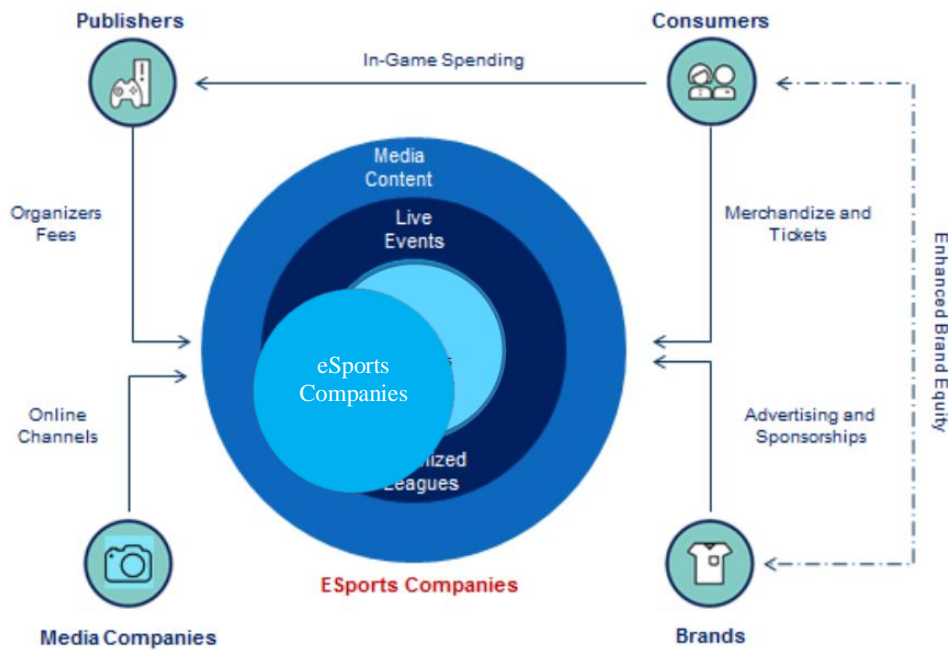 Publishers
Consumers
In-Game Spending
Media
Content
Live
Events
Organizers
Fees
Merchandize and
Tickets
eSports
Companies
Enhanced Brand Equity
Online
Channels
Advertising and
Sponsorships
Leagues
ESports Companies
Media Companies
Brands